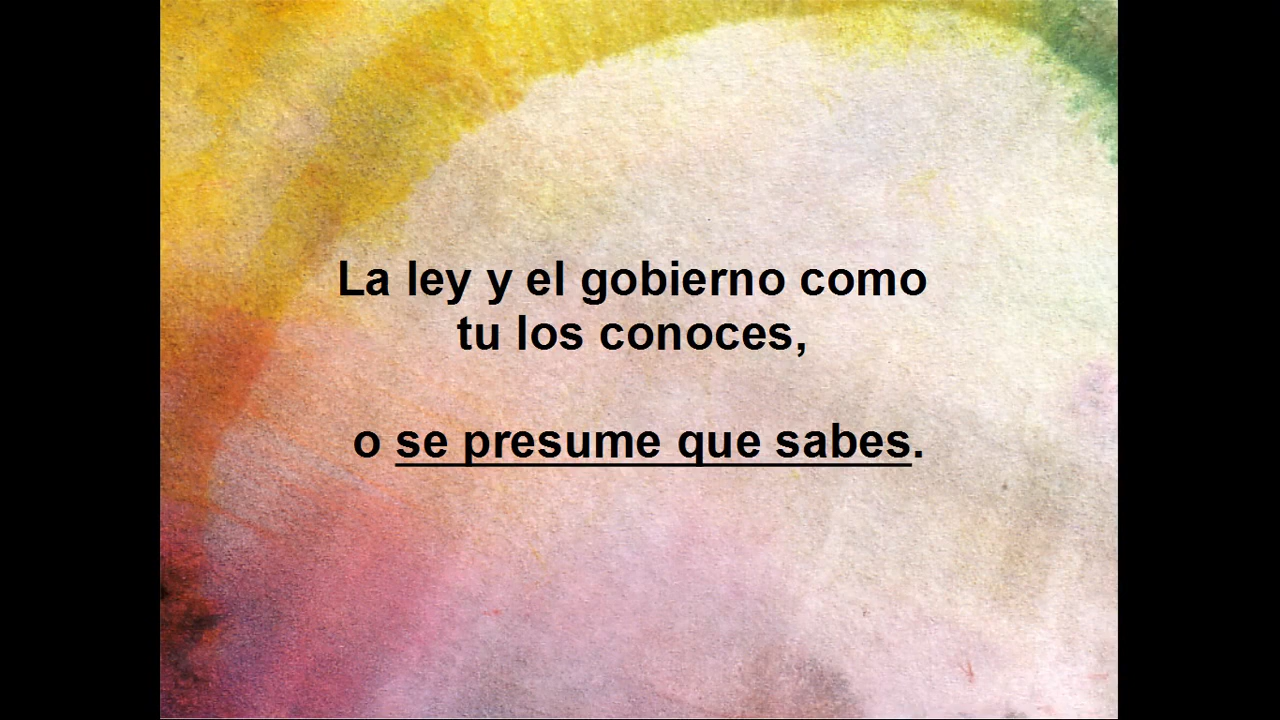 La ley y el gobierno como
tu los conoces,
o se presume que sabes.